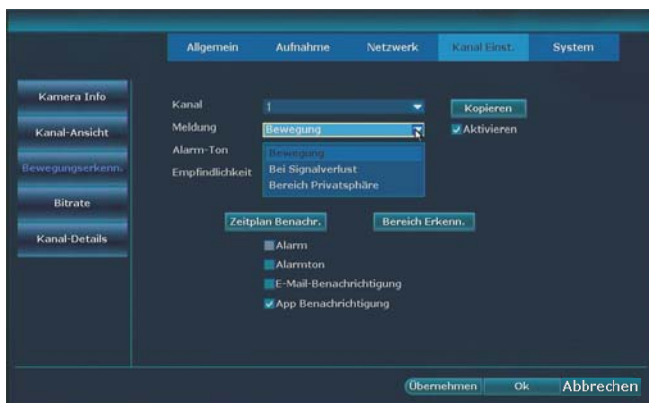 Allgemein Aufnahme Netzwerk Kanal Einst. System
Kamera Info
Kanal-Ansicht
Bewegungserkenn.
Bitrate
Kanal-Details
Kanal 1 Kopieren
Meldung Bewegung Aktivieren
Alarm-Ton Bewegung
Empfindlichkeit Bei Signalverlust
Bereich Privatsphäre
Zeitplan Benachr. Bereich Erkenn.
Alarm
Alarmton
E-Mail-Benachrichtigung
App Benachrichtigung
Übernehmen Ok Abbrechen